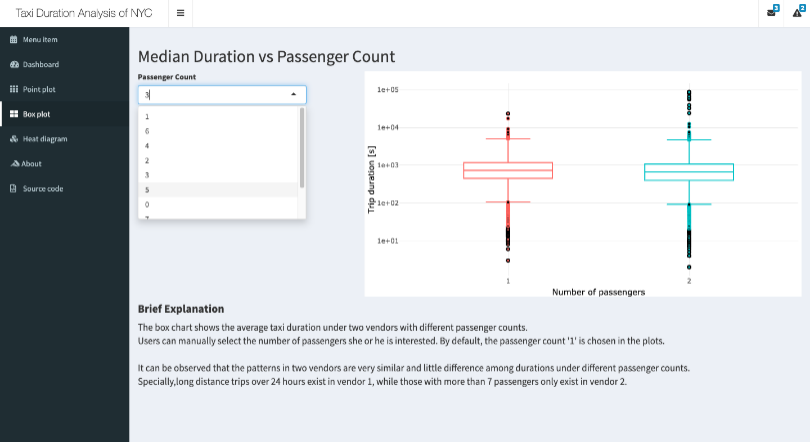 Taxi Duration Analysis of NYC
3
2
Menu Item
Dashboard
Point plot
Box plot
Heat diagram
About
Source code
Median Duration vs Passenger Count
Passenger Count
3
1
6
4
2
3
5
0
7
1e+05
1e+04
1e+03
1e+02
1e+01
Trip duration [s]
1
2
Number of passengers
Brief Explanation
The box chart shows the average taxi duration under two vendors with different passenger counts.
Users can manually select the number of passengers she or he is interested. By default, the passenger count '1' is chosen in the plots.
It can be observed that the patterns in two vendors are very similar and little difference among durations under different passenger counts.
Specially,long distance trips over 24 hours exist in vendor 1, while those with more than 7 passengers only exist in vendor 2.